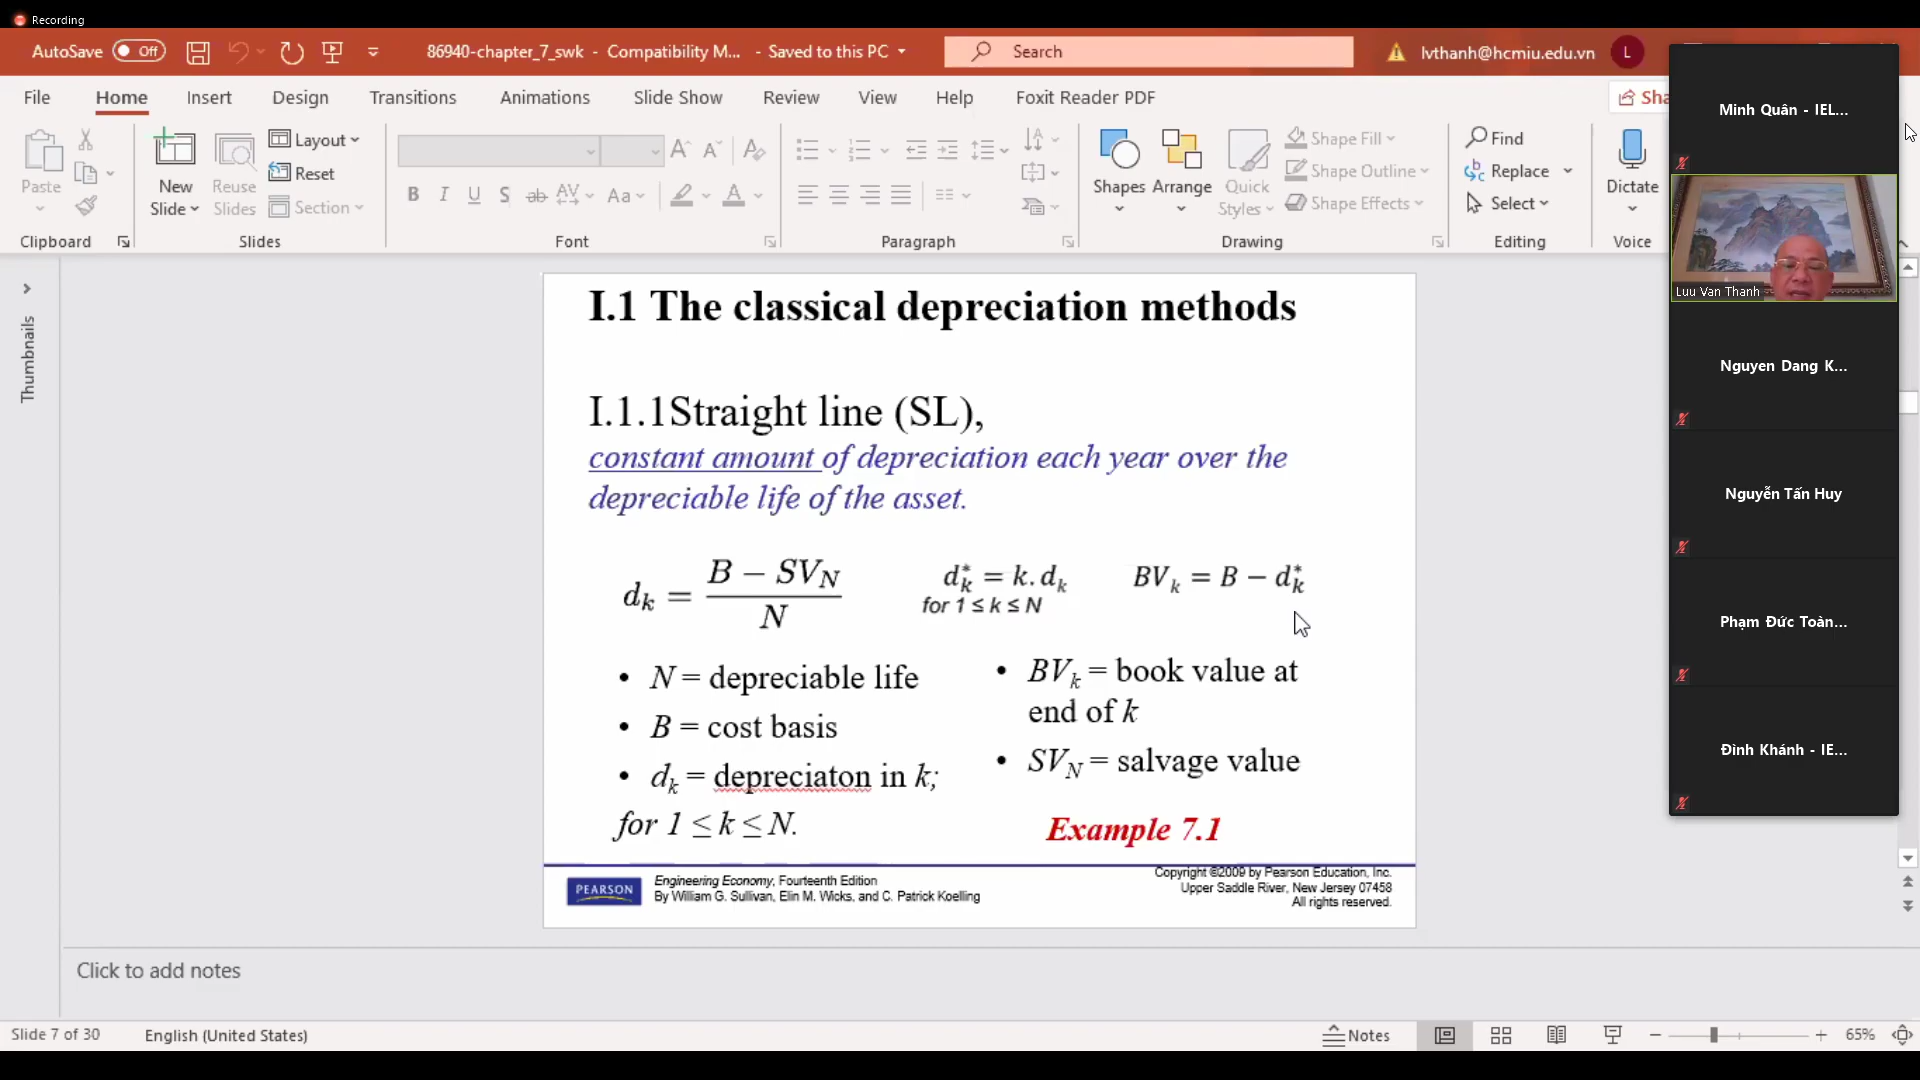 Recording
AutoSave Off 86940-chapter_7_swk - Compatibility M... - Saved to this PC Search lvthanh@hcmiu.edu.vn L
File Home Insert Design Transitions Animations Slide Show Review View Help Foxit Reader PDF Sha
Paste New Slide Reuse Slides Layout Reset Section
B I U S ab AV Aa A
Shapes Arrange Quick Styles Shape Fill Shape Outline Shape Effects
Find Replace Select Dictate
Clipboard Slides Font Paragraph Drawing Editing Voice
Thumbnails
I.1 The classical depreciation methods
I.1.1Straight line (SL),
constant amount of depreciation each year over the
depreciable life of the asset.
d_k = (B − SV_N) / N
d*_k = k.d_k
for 1 ≤ k ≤ N
BV_k = B − d*_k
• N = depreciable life
• B = cost basis
• d_k = depreciaton in k;
for 1 ≤ k ≤ N.
• BV_k = book value at
end of k
• SV_N = salvage value
Example 7.1
PEARSON
Engineering Economy, Fourteenth Edition
By William G. Sullivan, Elin M. Wicks, and C. Patrick Koelling
Copyright ©2009 by Pearson Education, Inc.
Upper Saddle River, New Jersey 07458
All rights reserved.
Click to add notes
Slide 7 of 30 English (United States) Notes 65%
Minh Quân - IEL...
Luu Van Thanh
Nguyen Dang K...
Nguyễn Tấn Huy
Phạm Đức Toàn...
Đình Khánh - IE...